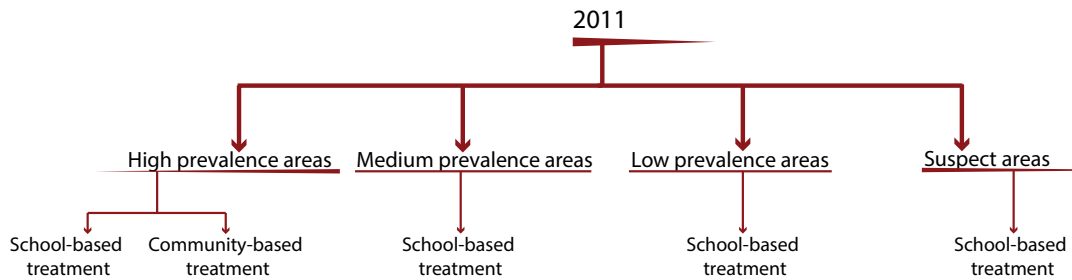 2011
High prevalence areas
Medium prevalence areas
Low prevalence areas
Suspect areas
School-based
treatment
Community-based
treatment
School-based
treatment
School-based
treatment
School-based
treatment